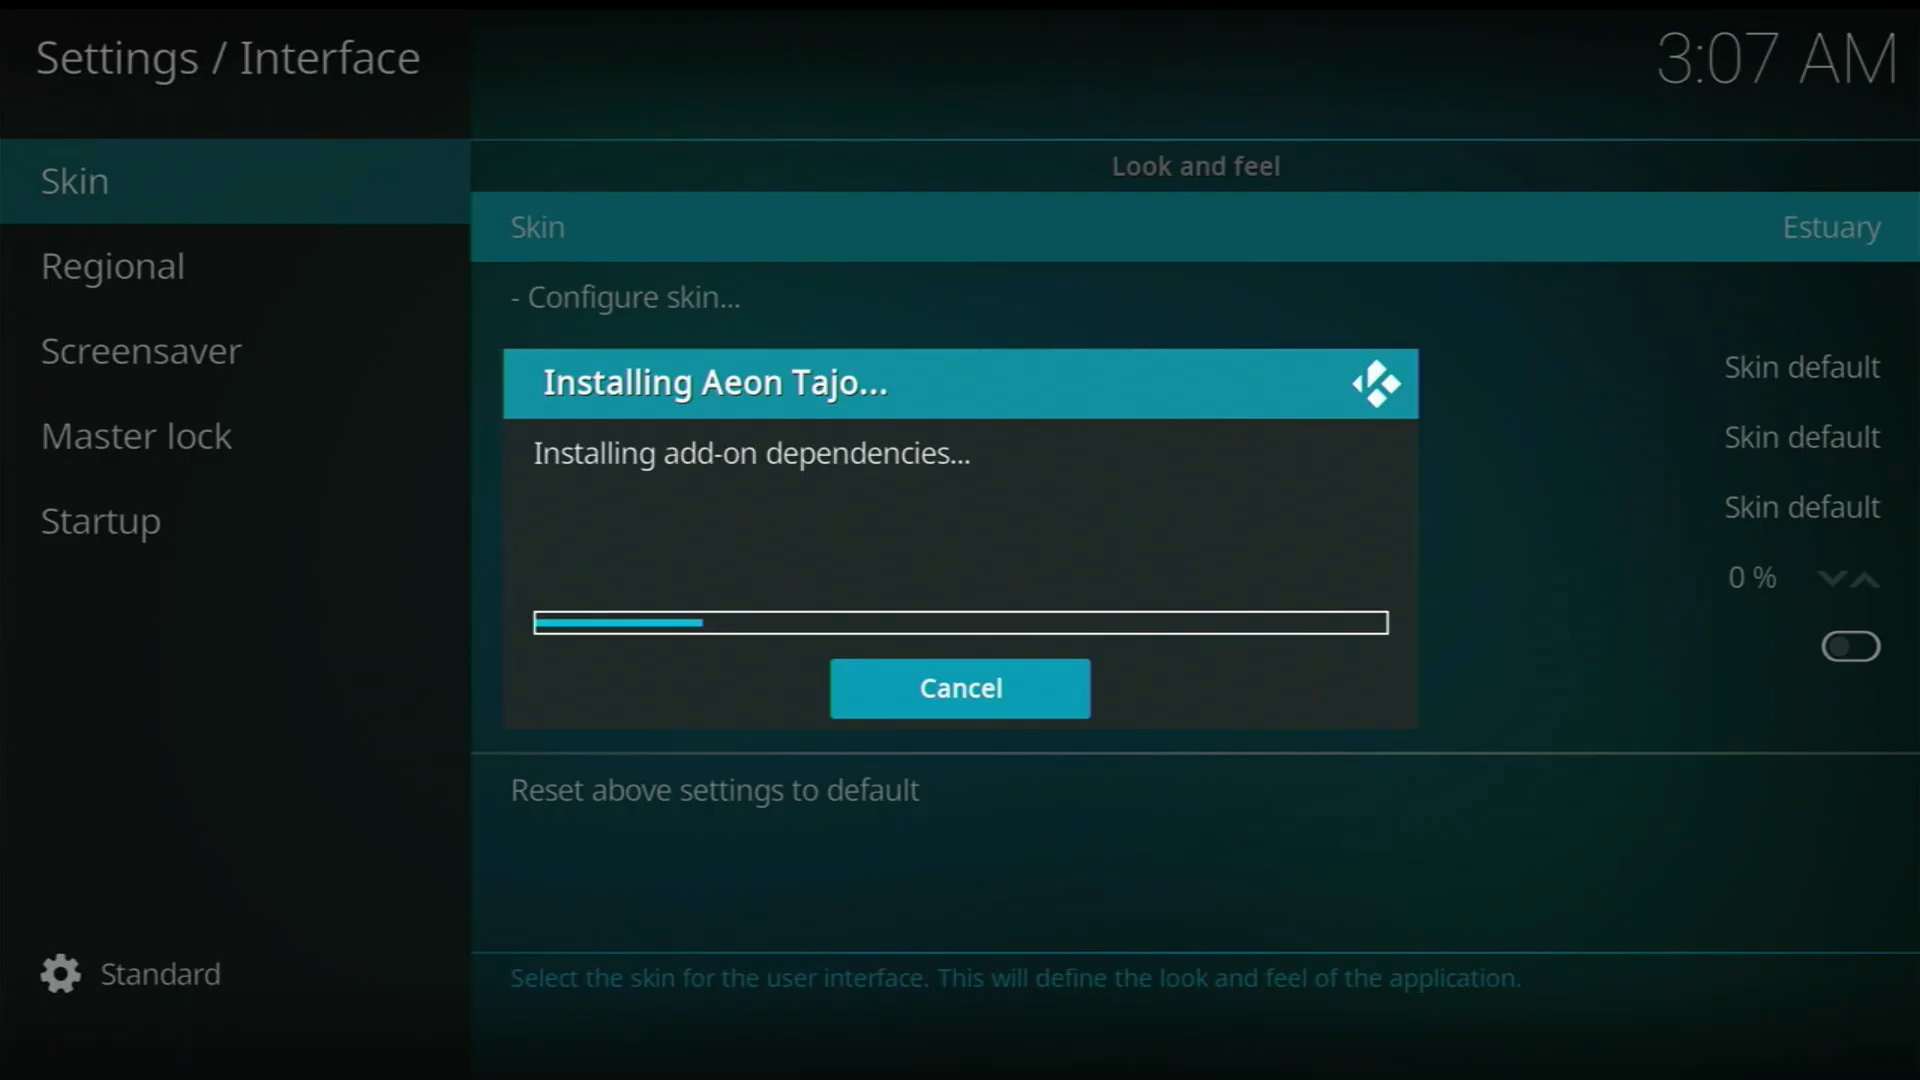 Settings / Interface
3:07 AM
Skin
Regional
Screensaver
Master lock
Startup
Standard
Look and feel
Skin Estuary
- Configure skin...
Skin default
Skin default
Skin default
0 %
Installing Aeon Tajo...
Installing add-on dependencies...
Cancel
Reset above settings to default
Select the skin for the user interface. This will define the look and feel of the application.